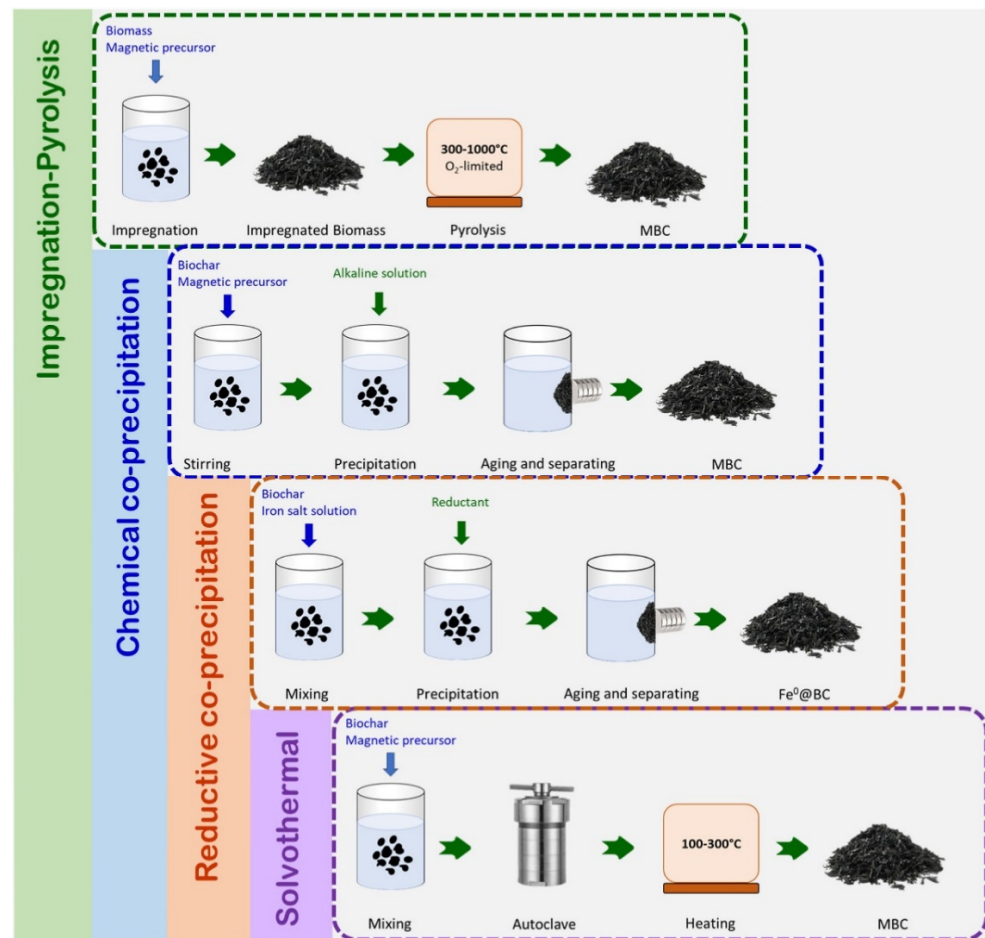 Impregnation-Pyrolysis
Biomass
Magnetic precursor
300-1000°C
O₂-limited
Impregnation
Impregnated Biomass
Pyrolysis
MBC
Chemical co-precipitation
Biochar
Magnetic precursor
Alkaline solution
Stirring
Precipitation
Aging and separating
MBC
Reductive co-precipitation
Biochar
Iron salt solution
Reductant
Mixing
Precipitation
Aging and separating
Fe⁰@BC
Solvothermal
Biochar
Magnetic precursor
100-300°C
Mixing
Autoclave
Heating
MBC